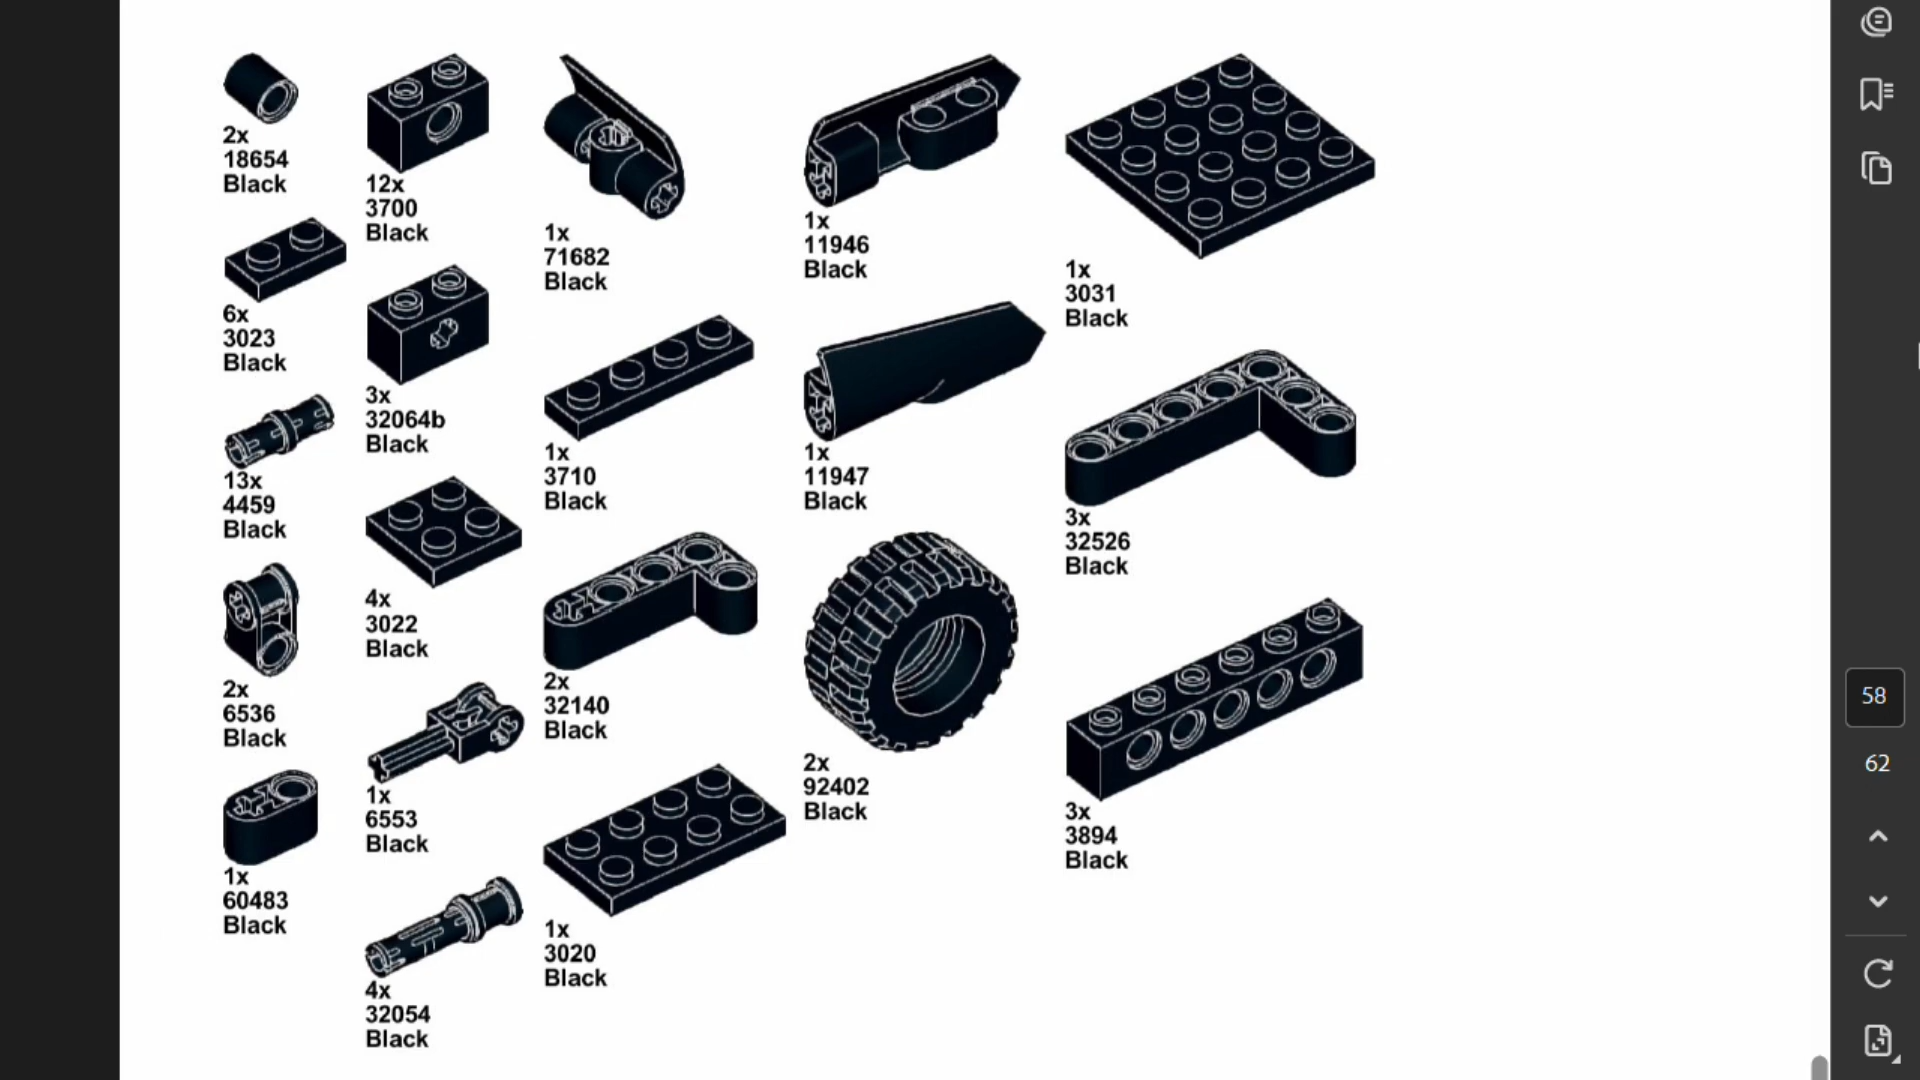 2x
18654
Black
6x
3023
Black
13x
4459
Black
2x
6536
Black
1x
60483
Black
12x
3700
Black
3x
32064b
Black
4x
3022
Black
1x
6553
Black
4x
32054
Black
1x
71682
Black
1x
3710
Black
2x
32140
Black
1x
3020
Black
1x
11946
Black
1x
11947
Black
2x
92402
Black
1x
3031
Black
3x
32526
Black
3x
3894
Black
58
62